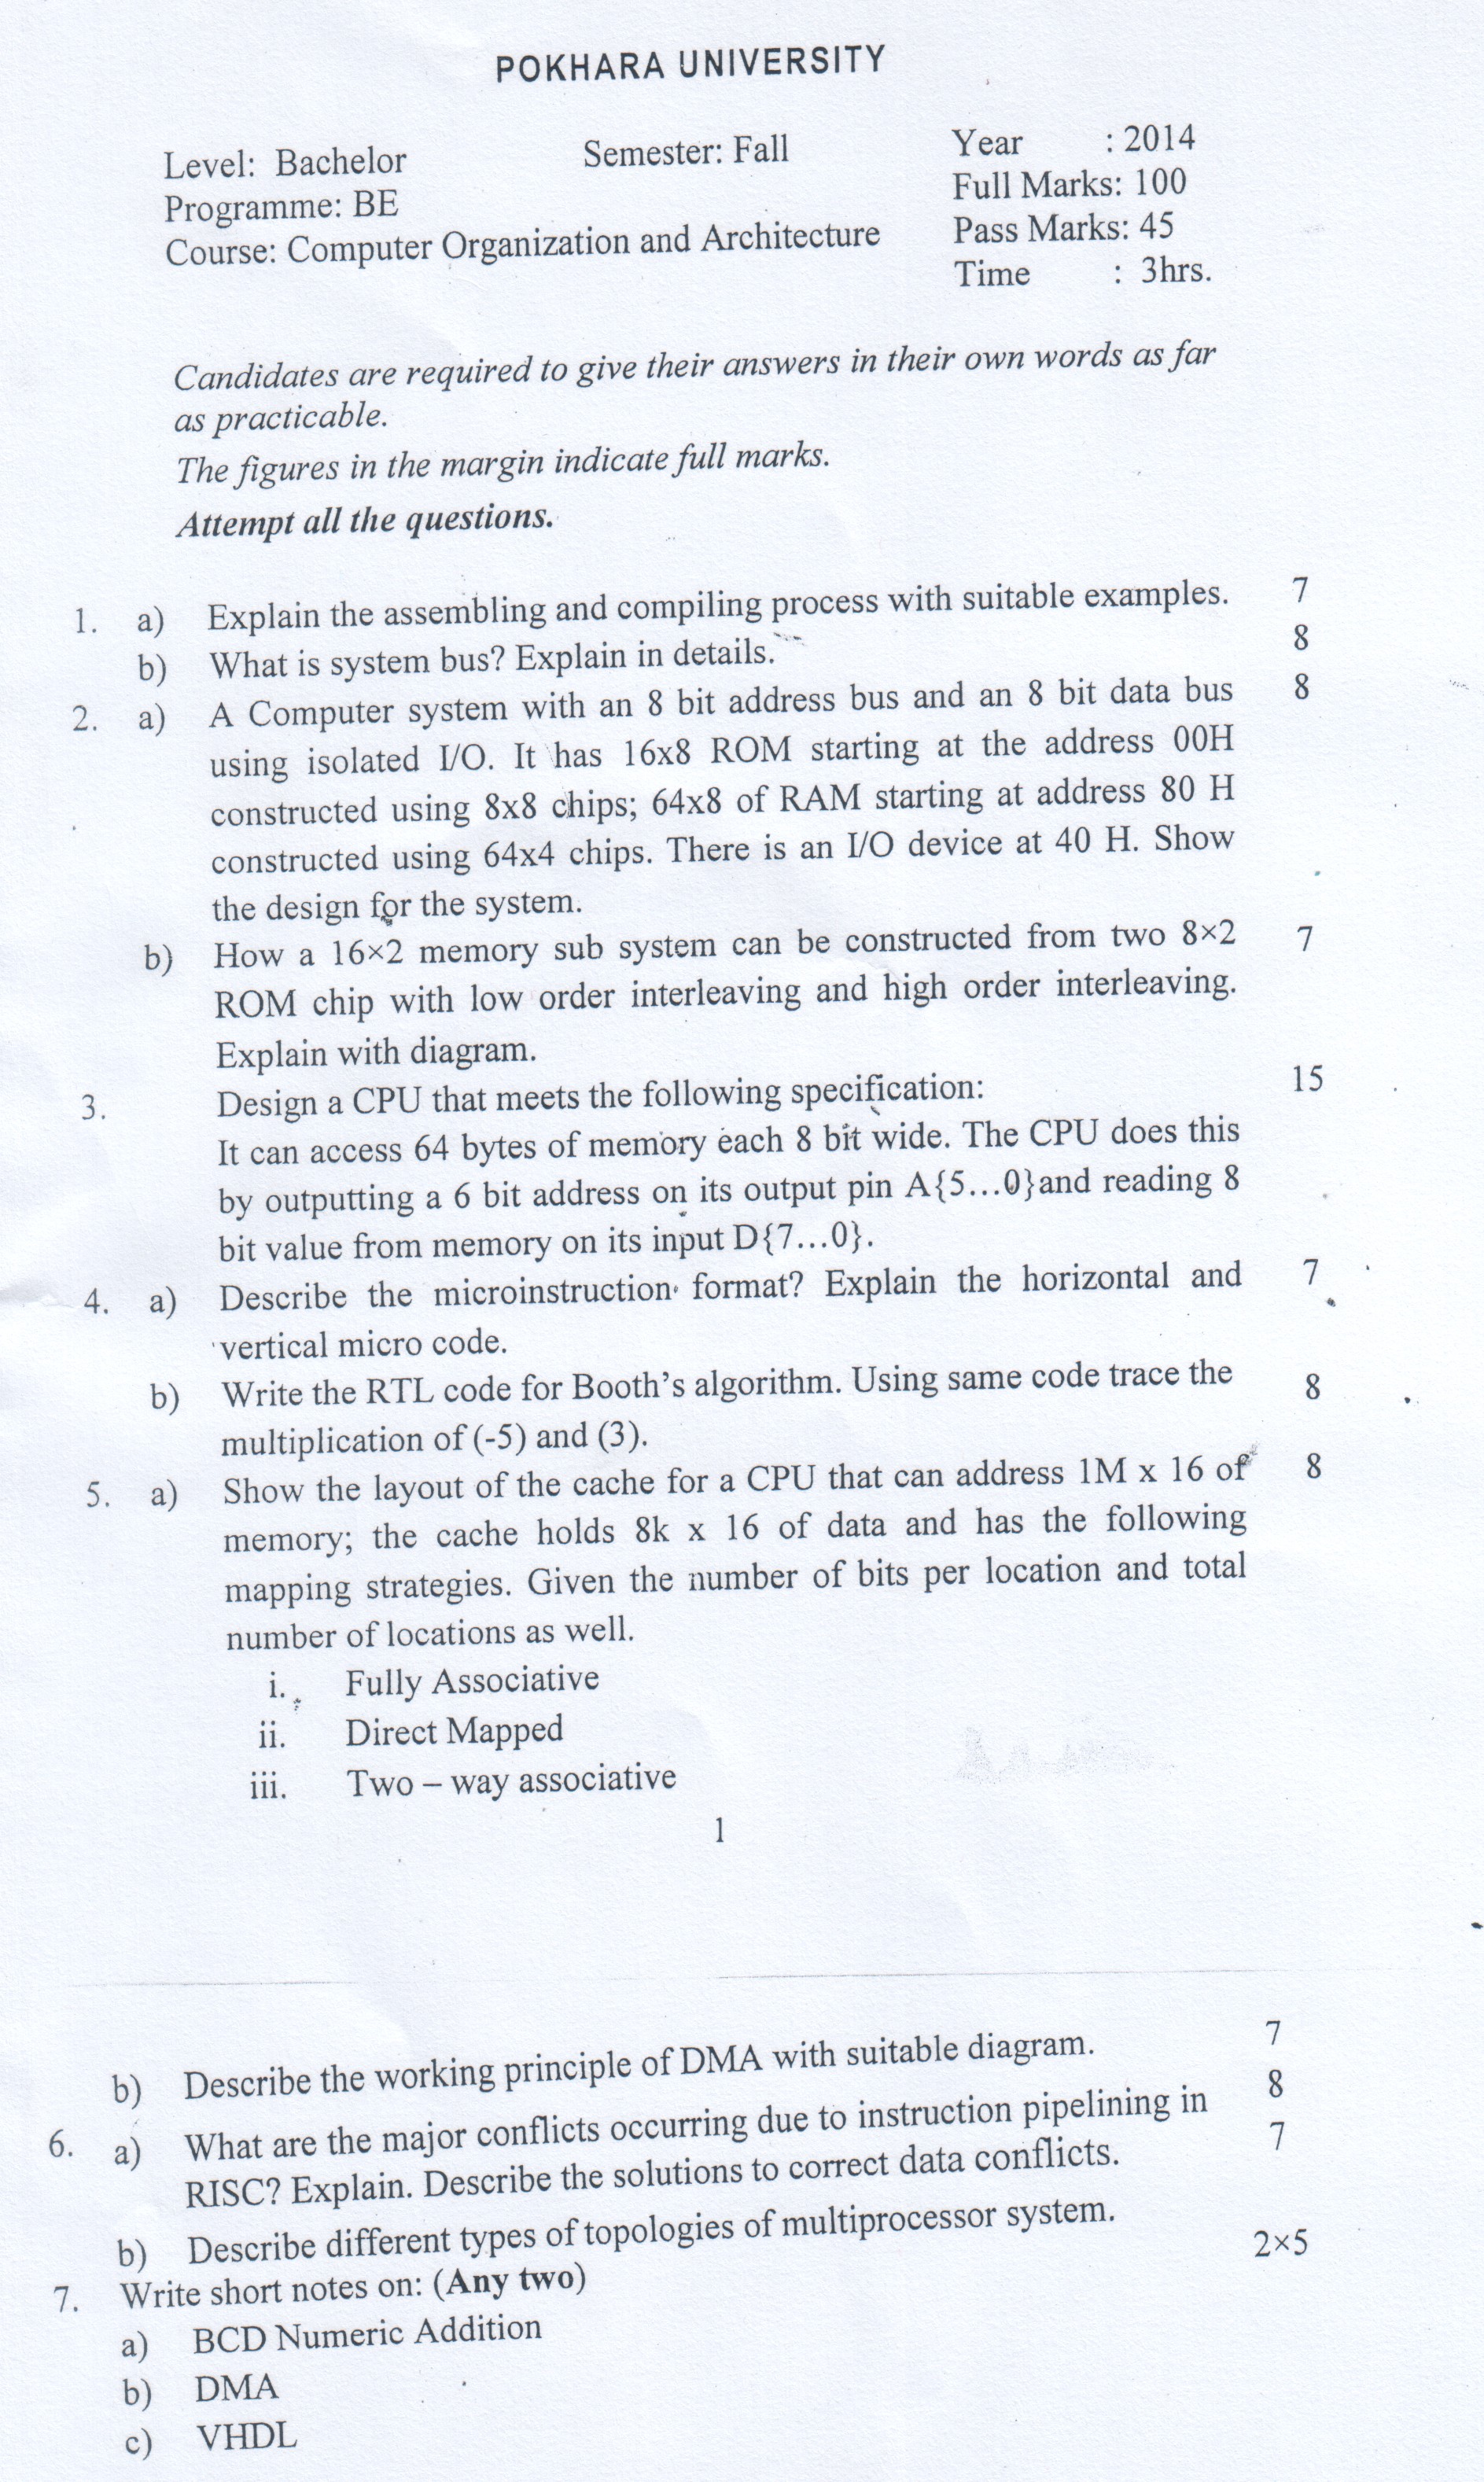 POKHARA UNIVERSITY
Level: Bachelor Semester: Fall Year : 2014
Programme: BE Full Marks: 100
Course: Computer Organization and Architecture Pass Marks: 45
Time : 3hrs.
Candidates are required to give their answers in their own words as far
as practicable.
The figures in the margin indicate full marks.
Attempt all the questions.
1. a) Explain the assembling and compiling process with suitable examples. 7
b) What is system bus? Explain in details. 8
2. a) A Computer system with an 8 bit address bus and an 8 bit data bus 8
using isolated I/O. It has 16x8 ROM starting at the address 00H
constructed using 8x8 chips; 64x8 of RAM starting at address 80 H
constructed using 64x4 chips. There is an I/O device at 40 H. Show
the design for the system.
b) How a 16×2 memory sub system can be constructed from two 8×2 7
ROM chip with low order interleaving and high order interleaving.
Explain with diagram.
3. Design a CPU that meets the following specification: 15
It can access 64 bytes of memory each 8 bit wide. The CPU does this
by outputting a 6 bit address on its output pin A{5...0}and reading 8
bit value from memory on its input D{7...0}.
4. a) Describe the microinstruction format? Explain the horizontal and 7
vertical micro code.
b) Write the RTL code for Booth's algorithm. Using same code trace the 8
multiplication of (-5) and (3).
5. a) Show the layout of the cache for a CPU that can address 1M x 16 of 8
memory; the cache holds 8k x 16 of data and has the following
mapping strategies. Given the number of bits per location and total
number of locations as well.
i. Fully Associative
ii. Direct Mapped
iii. Two – way associative
1
b) Describe the working principle of DMA with suitable diagram. 7
6. a) What are the major conflicts occurring due to instruction pipelining in 8
RISC? Explain. Describe the solutions to correct data conflicts. 7
b) Describe different types of topologies of multiprocessor system.
7. Write short notes on: (Any two) 2×5
a) BCD Numeric Addition
b) DMA
c) VHDL